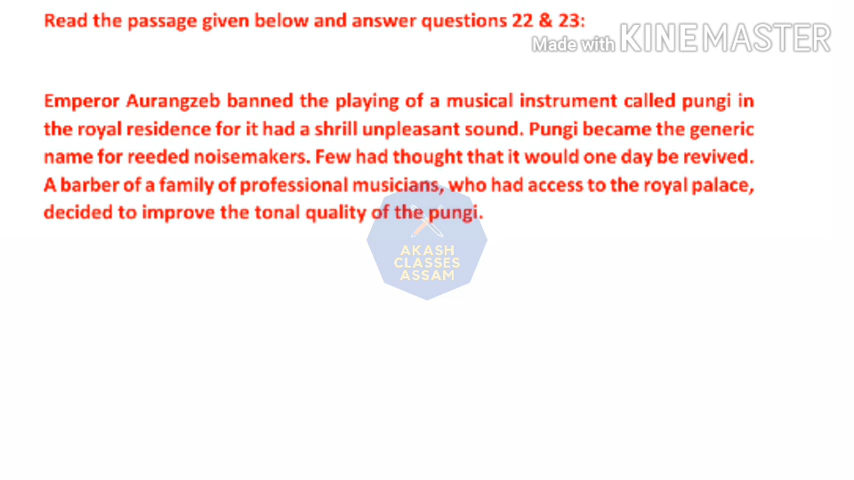 Read the passage given below and answer questions 22 & 23:
Made with KINEMASTER
Emperor Aurangzeb banned the playing of a musical instrument called pungi in
the royal residence for it had a shrill unpleasant sound. Pungi became the generic
name for reeded noisemakers. Few had thought that it would one day be revived.
A barber of a family of professional musicians, who had access to the royal palace,
decided to improve the tonal quality of the pungi.
AKASH
CLASSES
ASSAM